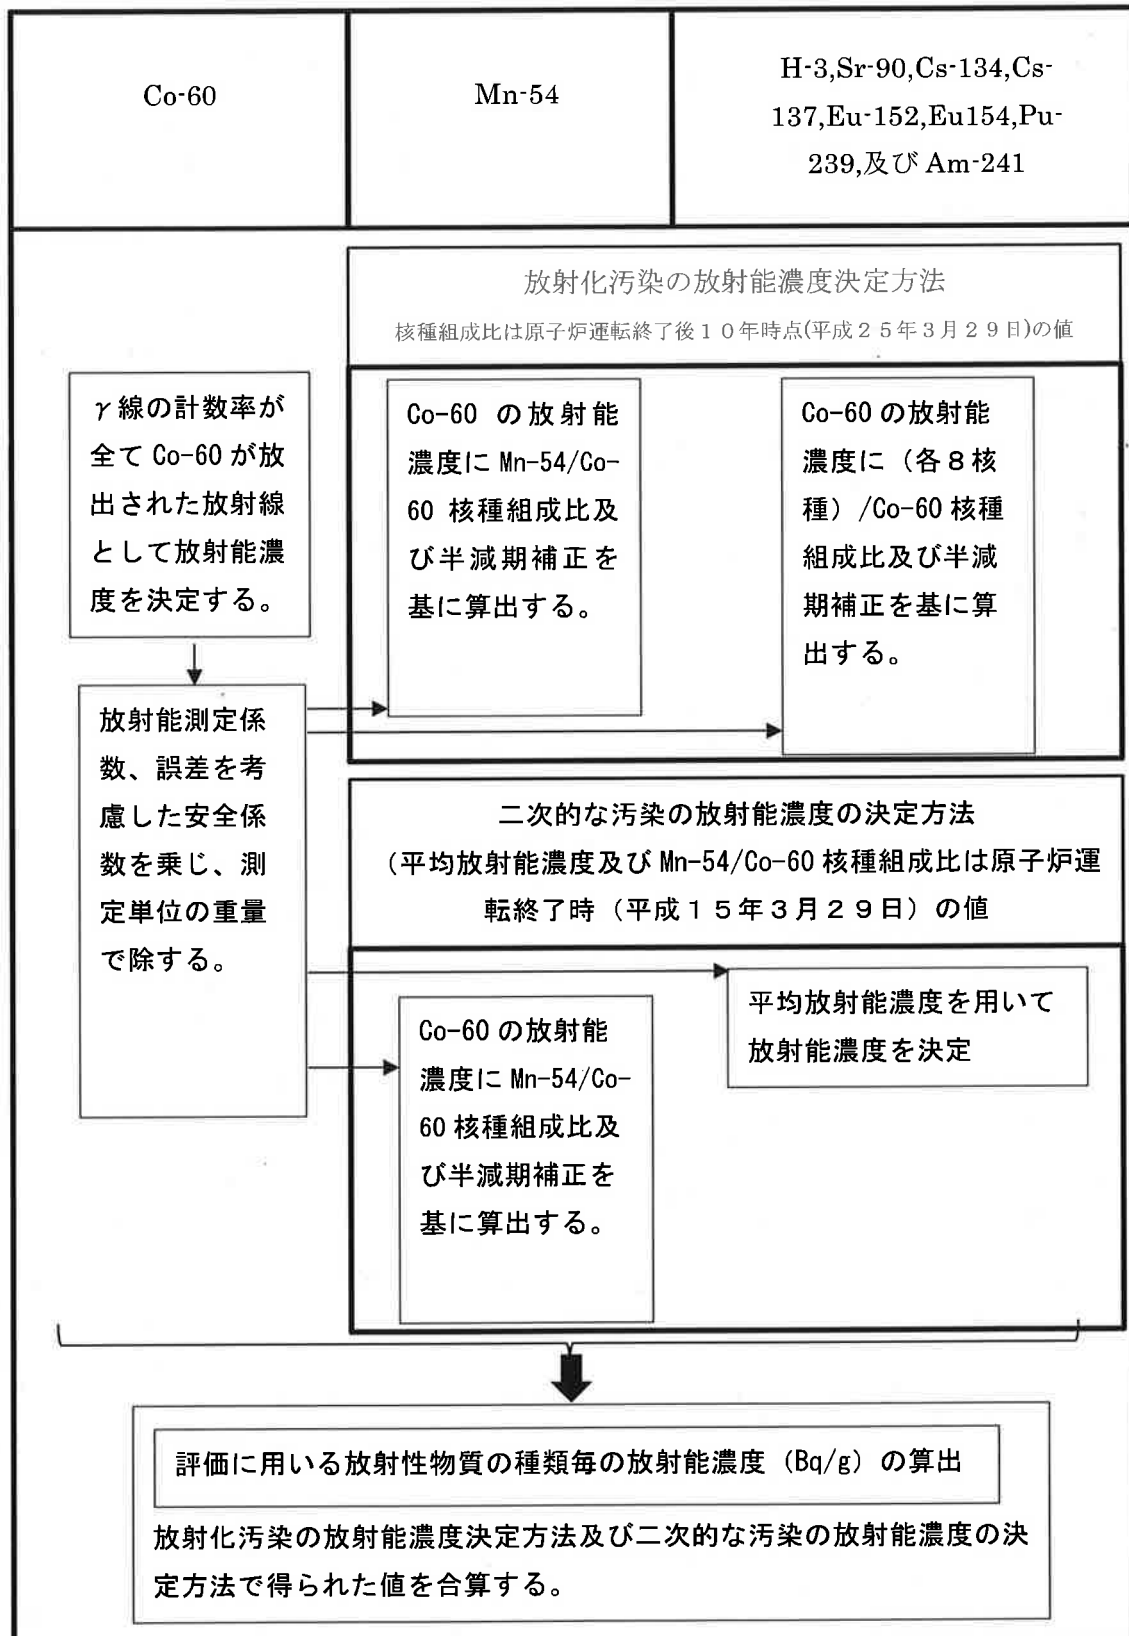 Co-60
Mn-54
H-3,Sr-90,Cs-134,Cs-
137,Eu-152,Eu154,Pu-
239,及び Am-241
放射化汚染の放射能濃度決定方法
核種組成比は原子炉運転終了後１０年時点(平成２５年３月２９日)の値
γ線の計数率が
全て Co-60 が放
出された放射線
として放射能濃
度を決定する。
Co-60 の放射能
濃度に Mn-54/Co-
60 核種組成比及
び半減期補正を
基に算出する。
Co-60 の放射能
濃度に（各８核
種）/Co-60 核種
組成比及び半減
期補正を基に算
出する。
放射能測定係
数、誤差を考
慮した安全係
数を乗じ、測
定単位の重量
で除する。
二次的な汚染の放射能濃度の決定方法
（平均放射能濃度及び Mn-54/Co-60 核種組成比は原子炉運
転終了時（平成１５年３月２９日）の値
Co-60 の放射能
濃度に Mn-54/Co-
60 核種組成比及
び半減期補正を
基に算出する。
平均放射能濃度を用いて
放射能濃度を決定
評価に用いる放射性物質の種類毎の放射能濃度（Bq/g）の算出
放射化汚染の放射能濃度決定方法及び二次的な汚染の放射能濃度の決
定方法で得られた値を合算する。